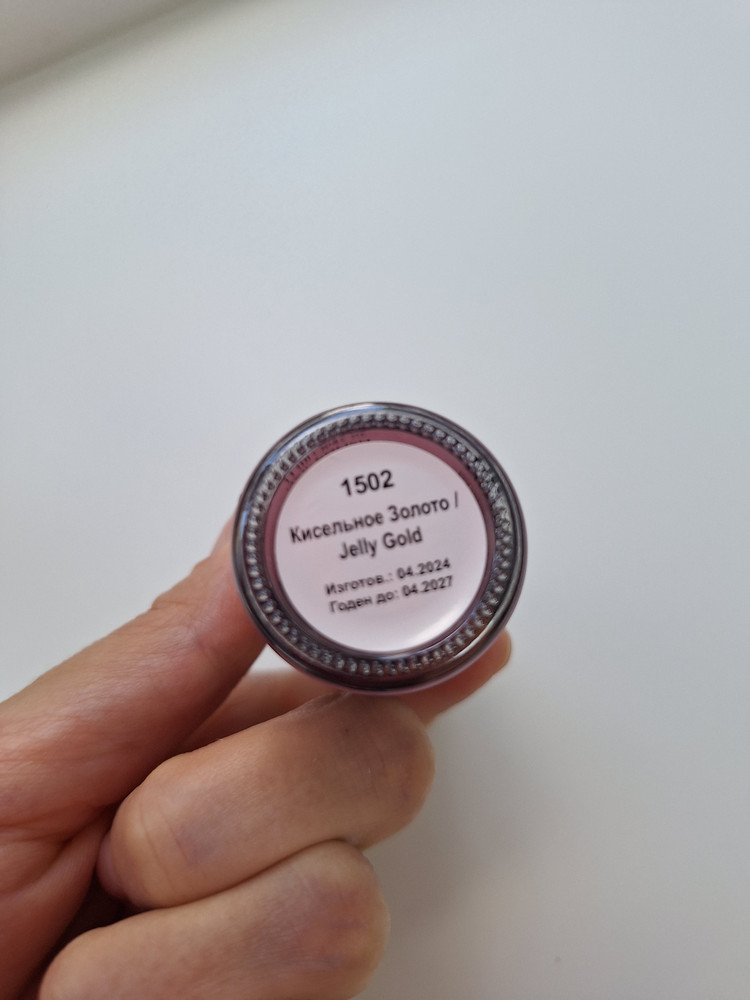 1502
Кисельное Золото /
Jelly Gold
Изготов.: 04.2024
Годен до: 04.2027